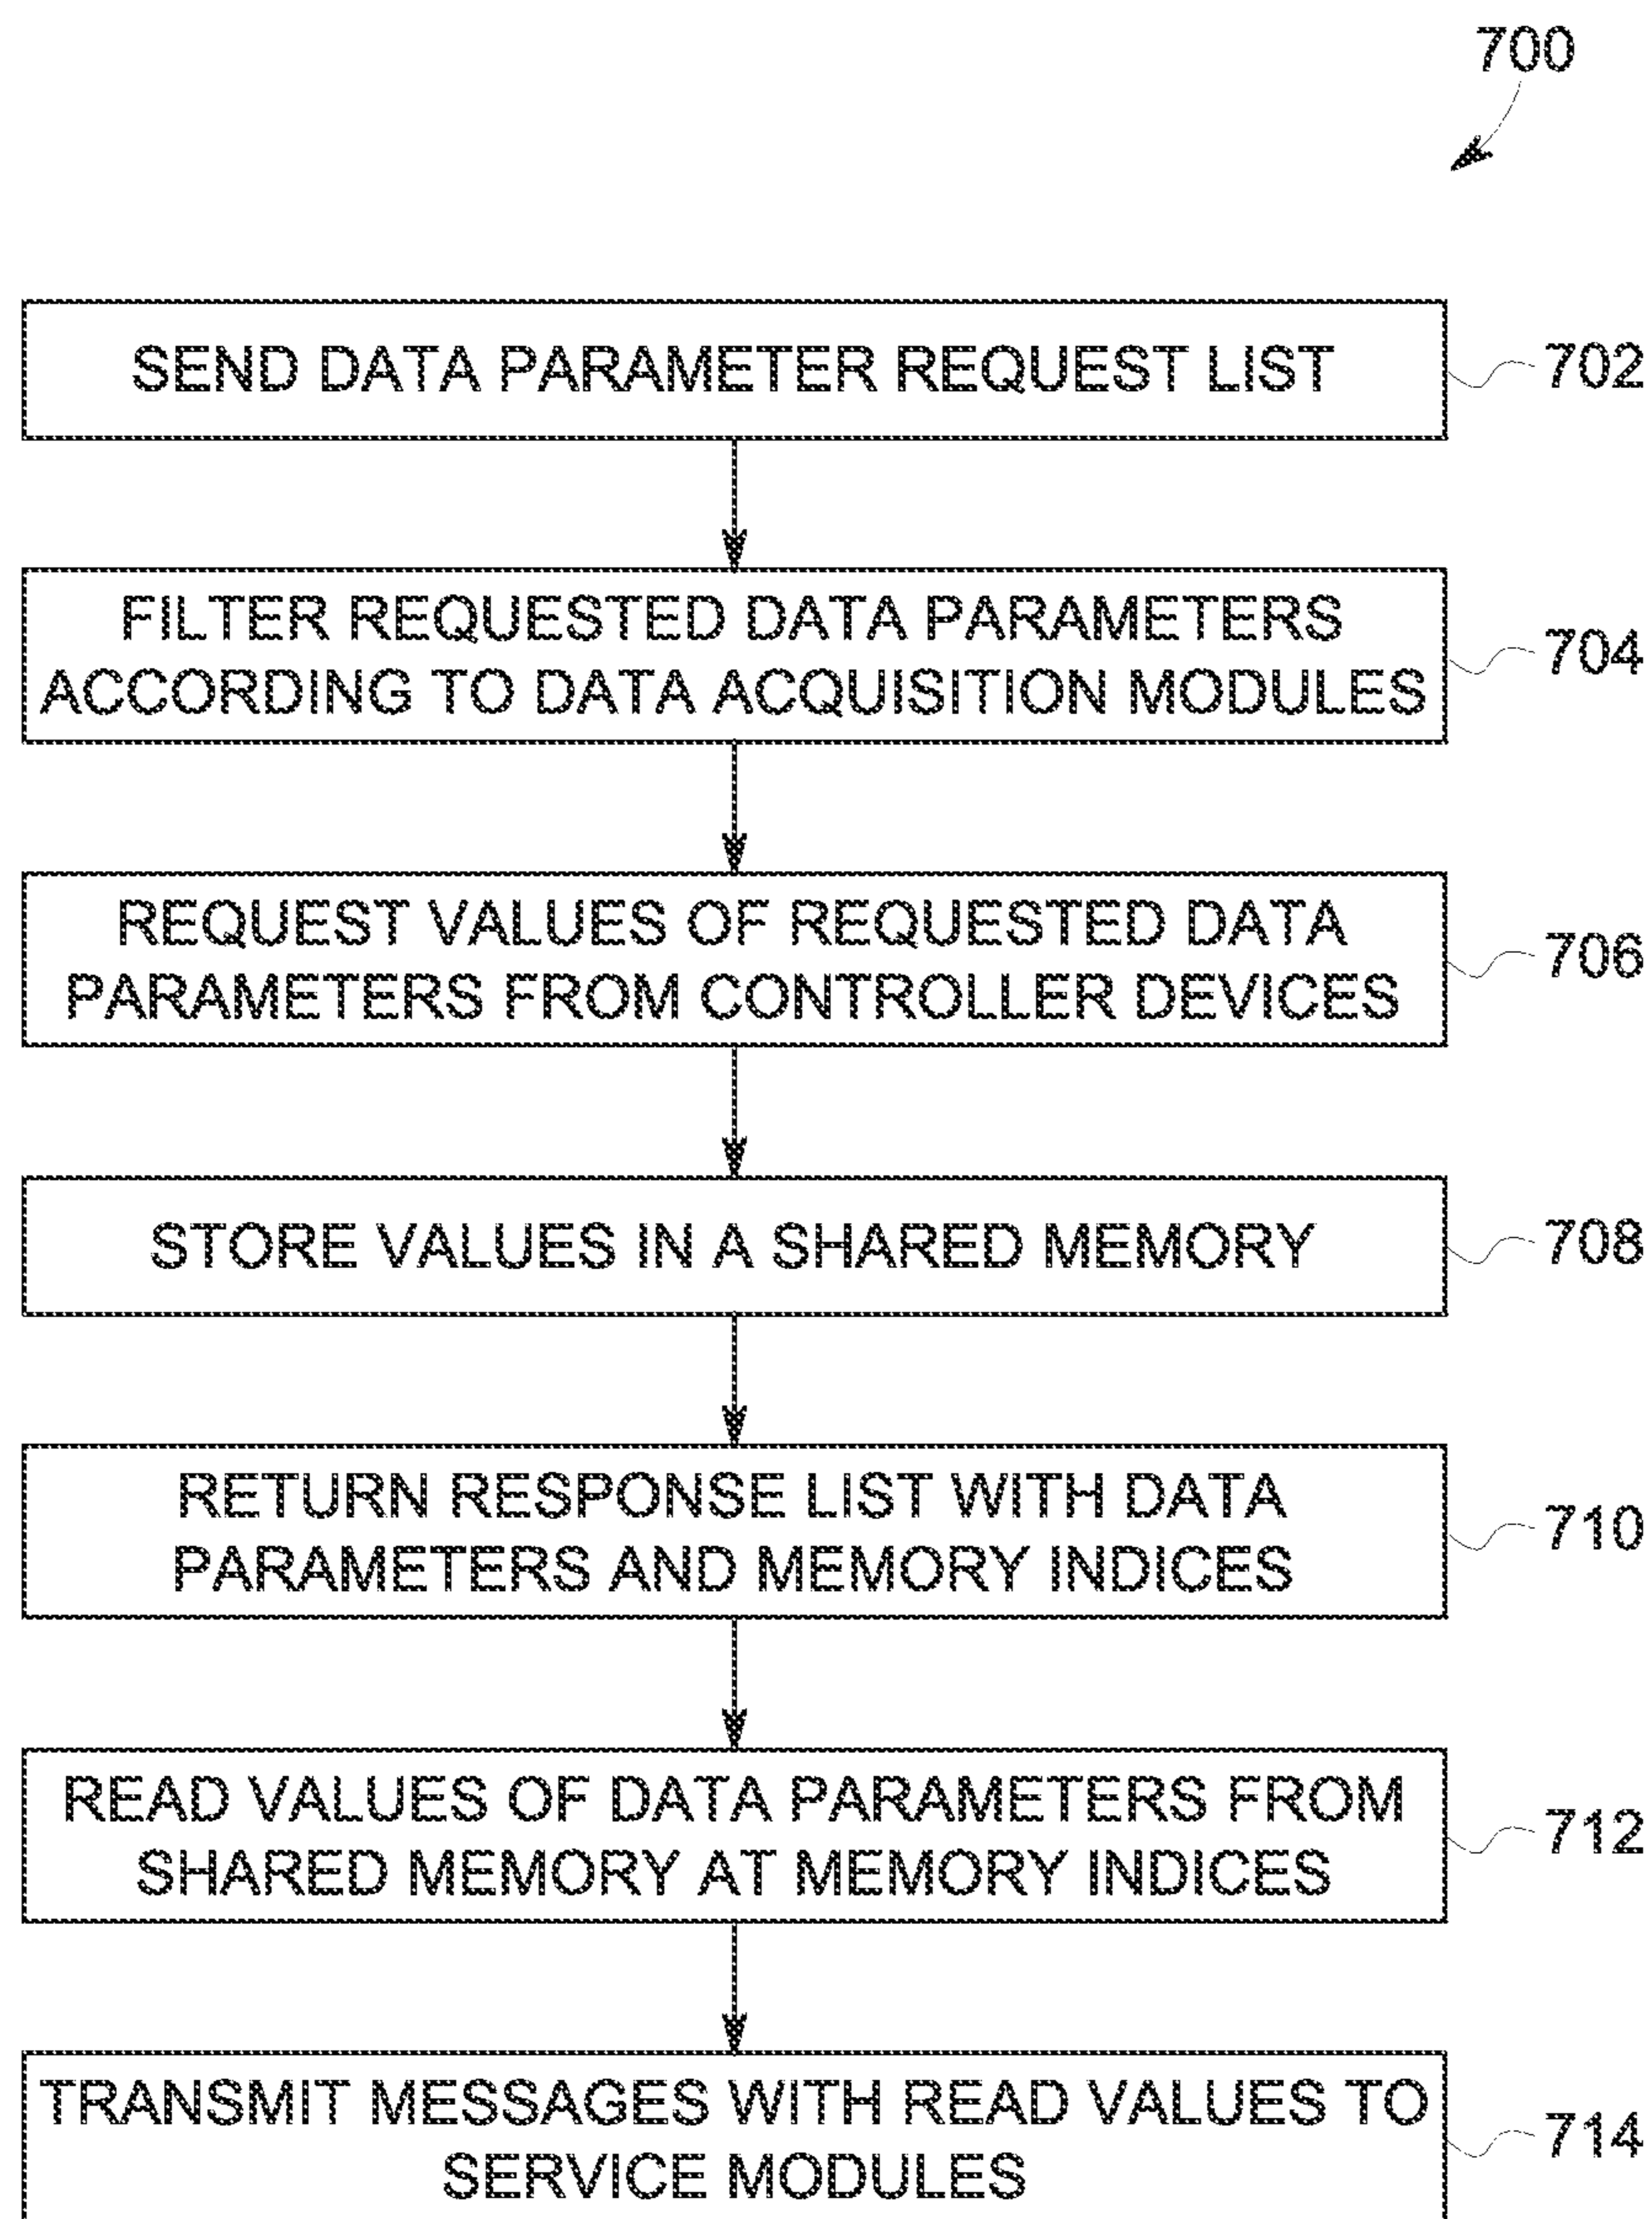 700
SEND DATA PARAMETER REQUEST LIST
702
FILTER REQUESTED DATA PARAMETERS
ACCORDING TO DATA ACQUISITION MODULES
704
REQUEST VALUES OF REQUESTED DATA
PARAMETERS FROM CONTROLLER DEVICES
706
STORE VALUES IN A SHARED MEMORY
708
RETURN RESPONSE LIST WITH DATA
PARAMETERS AND MEMORY INDICES
710
READ VALUES OF DATA PARAMETERS FROM
SHARED MEMORY AT MEMORY INDICES
712
TRANSMIT MESSAGES WITH READ VALUES TO
SERVICE MODULES
714